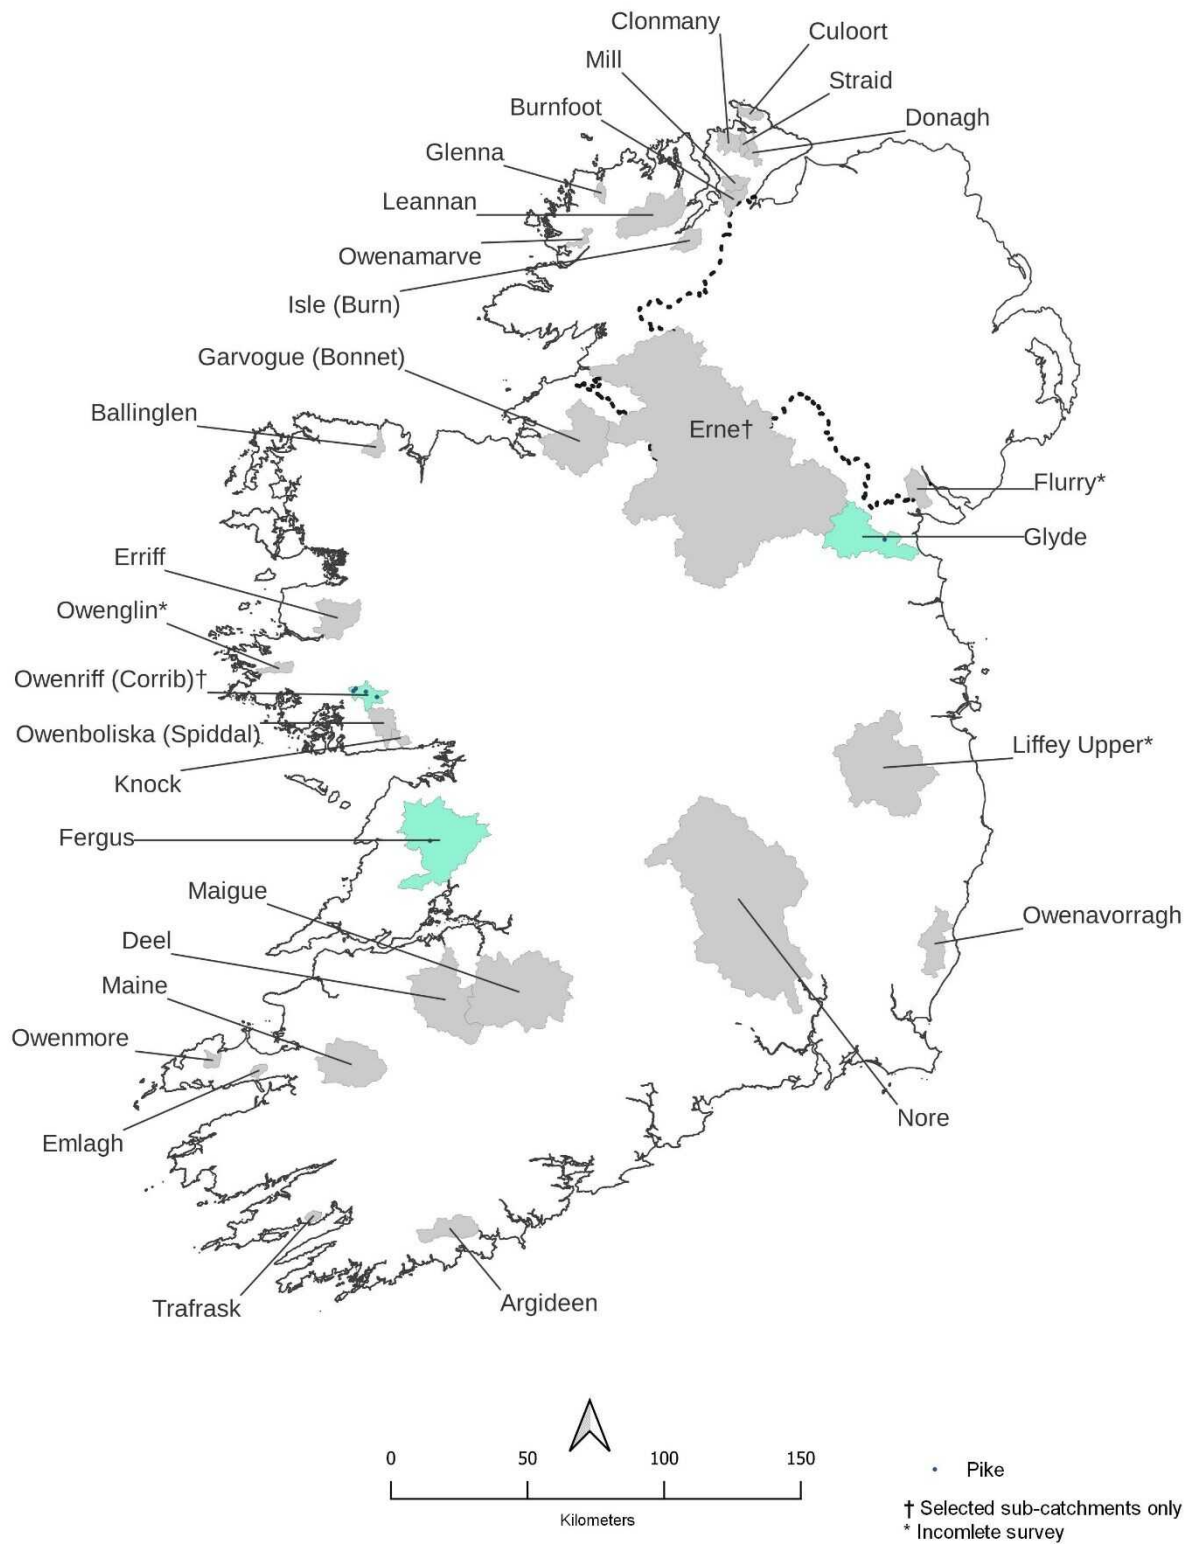 Clonmany
Culoort
Mill
Straid
Burnfoot
Donagh
Glenna
Leannan
Owenamarve
Isle (Burn)
Garvogue (Bonnet)
Ballinglen
Erne†
Flurry*
Glyde
Erriff
Owenglin*
Owenriff (Corrib)†
Owenboliska (Spiddal)
Liffey Upper*
Knock
Fergus
Maigue
Owenavorragh
Deel
Maine
Owenmore
Nore
Emlagh
Trafrask
Argideen
0 50 100 150
Kilometers
Pike
† Selected sub-catchments only
* Incomlete survey